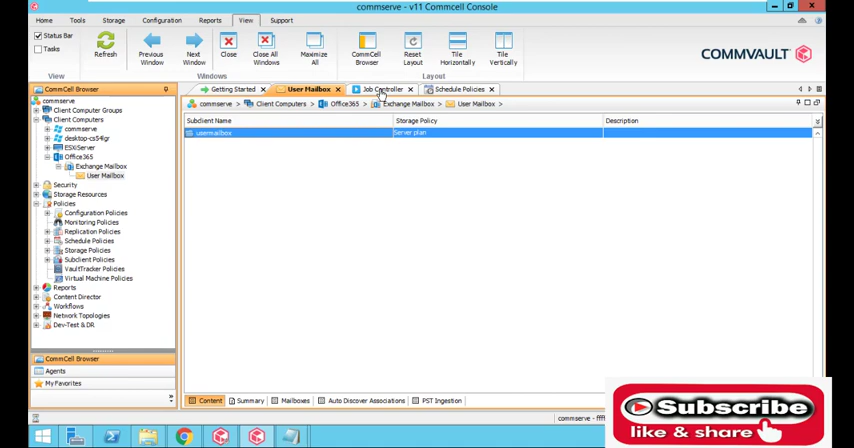 commserve - v11 Commcell Console
Home Tools Storage Configuration Reports View Support
Status Bar
Tasks
Refresh
Previous Window
Next Window
Close
Close All Windows
Maximize All
CommCell Browser
Reset Layout
Tile Horizontally
Tile Vertically
View Windows Layout
COMMVAULT
CommCell Browser
Getting Started User Mailbox Job Controller Schedule Policies
commserve > Client Computers > Office365 > Exchange Mailbox > User Mailbox >
Subclient Name Storage Policy Description
usermailbox Server plan
commserve
Client Computer Groups
Client Computers
commserve
desktop-cs54lgr
ESXiServer
Office365
Exchange Mailbox
User Mailbox
Security
Storage Resources
Policies
Configuration Policies
Monitoring Policies
Replication Policies
Schedule Policies
Storage Policies
Subclient Policies
VaultTracker Policies
Virtual Machine Policies
Reports
Content Director
Workflows
Network Topologies
Dev-Test & DR
CommCell Browser
Agents
My Favorites
Content Summary Mailboxes Auto Discover Associations PST Ingestion
commserve - ffff
Subscribe
like & share